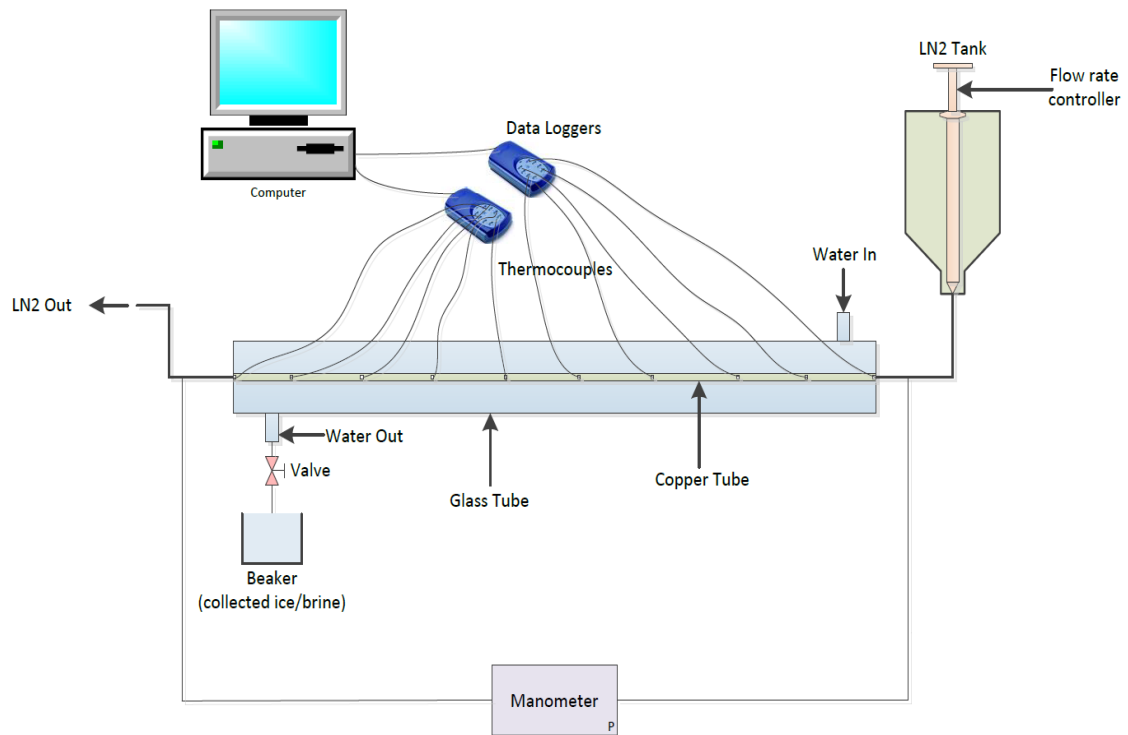 LN2 Tank
Flow rate
controller
Data Loggers
Computer
Thermocouples
Water In
LN2 Out
Water Out
Valve
Copper Tube
Glass Tube
Beaker
(collected ice/brine)
Manometer
P